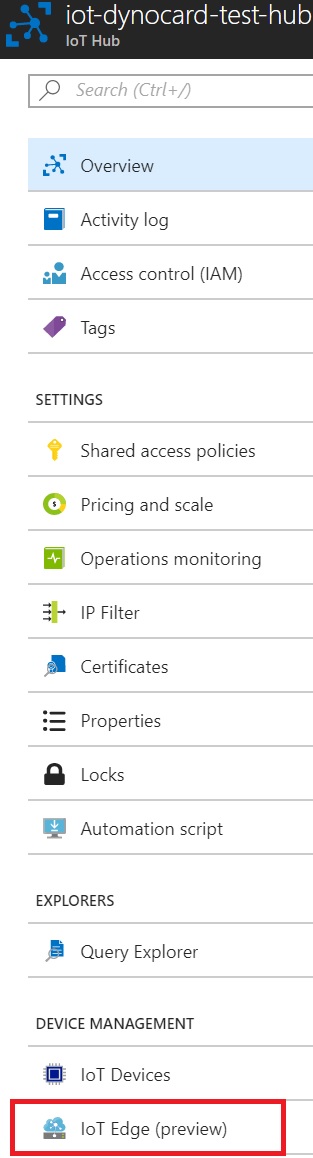 iot-dynocard-test-hub
IoT Hub
Search (Ctrl+/)
Overview
Activity log
Access control (IAM)
Tags
SETTINGS
Shared access policies
Pricing and scale
Operations monitoring
IP Filter
Certificates
Properties
Locks
Automation script
EXPLORERS
Query Explorer
DEVICE MANAGEMENT
IoT Devices
IoT Edge (preview)